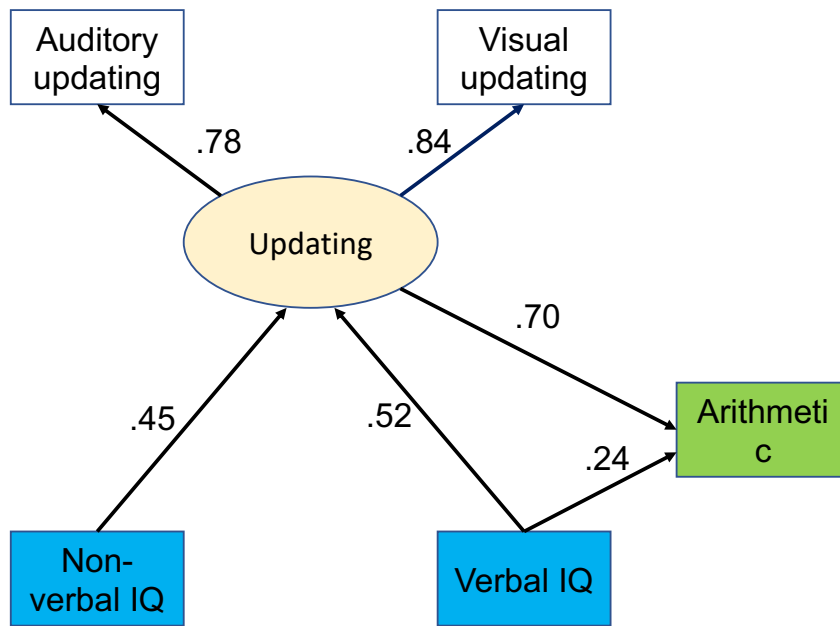 Auditory
updating
Visual
updating
.78
.84
Updating
.70
.45
.52
.24
Arithmeti
c
Non-
verbal IQ
Verbal IQ